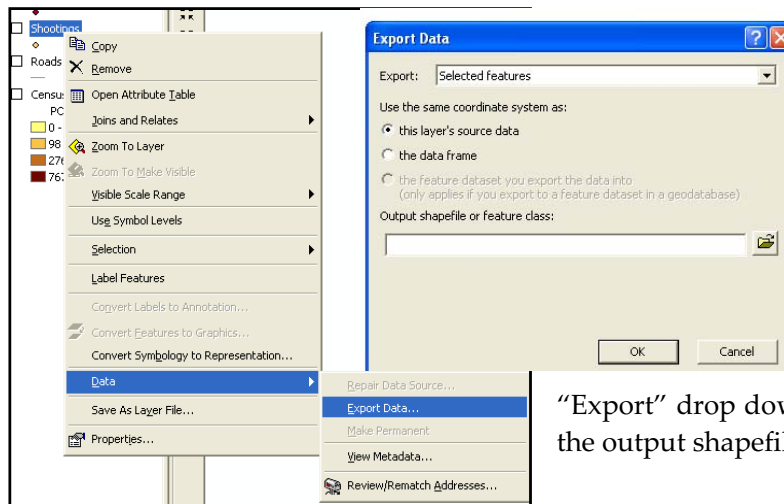 Shootings
Roads
Censu
PC
0 -
98
276
767
Copy
Remove
Open Attribute Table
Joins and Relates
Zoom To Layer
Zoom To Make Visible
Visible Scale Range
Use Symbol Levels
Selection
Label Features
Convert Labels to Annotation...
Convert Features to Graphics...
Convert Symbology to Representation...
Data
Save As Layer File...
Properties...
Repair Data Source...
Export Data...
Make Permanent
View Metadata...
Review/Rematch Addresses...
Export Data
Export: Selected features
Use the same coordinate system as:
this layer's source data
the data frame
the feature dataset you export the data into
(only applies if you export to a feature dataset in a geodatabase)
Output shapefile or feature class:
OK Cancel
“Export” drop dow
the output shapefil